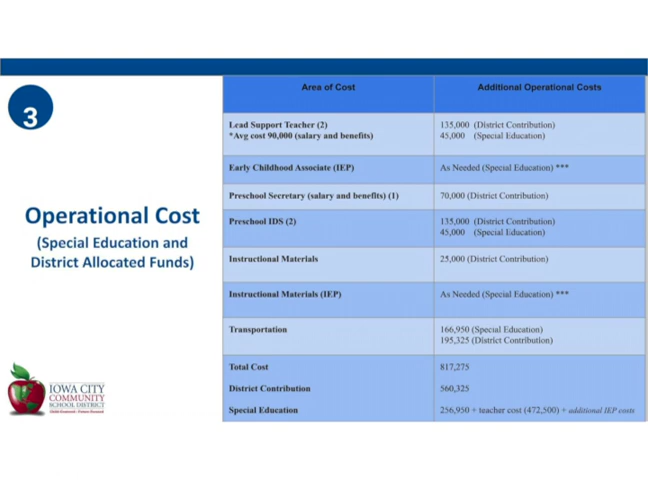 3
Operational Cost
(Special Education and
District Allocated Funds)
IOWA CITY
COMMUNITY
SCHOOL DISTRICT
Area of Cost
Additional Operational Costs
Lead Support Teacher (2)
*Avg cost 90,000 (salary and benefits)
135,000 (District Contribution)
45,000 (Special Education)
Early Childhood Associate (IEP)
As Needed (Special Education) ***
Preschool Secretary (salary and benefits) (1)
70,000 (District Contribution)
Preschool IDS (2)
135,000 (District Contribution)
45,000 (Special Education)
Instructional Materials
25,000 (District Contribution)
Instructional Materials (IEP)
As Needed (Special Education) ***
Transportation
166,950 (Special Education)
195,325 (District Contribution)
Total Cost
817,275
District Contribution
560,325
Special Education
256,950 + teacher cost (472,500) + additional IEP costs